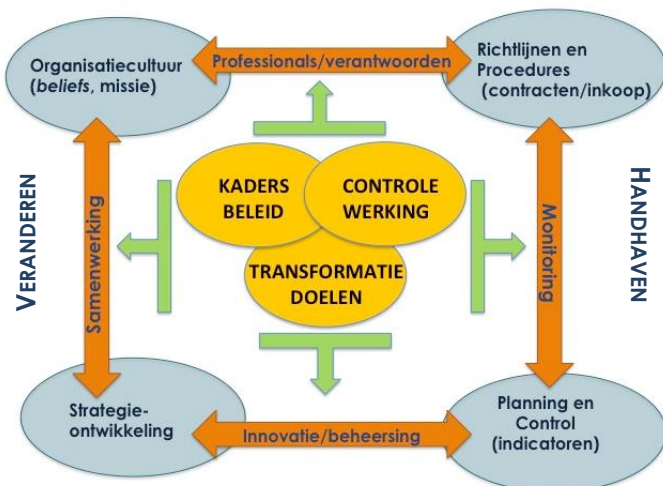 Organisatiecultuur
(beliefs, missie)
Professionals/verantwoorden
Richtlijnen en
Procedures
(contracten/inkoop)
VERANDEREN
Samenwerking
KADERS
BELEID
CONTROLE
WERKING
TRANSFORMATIE
DOELEN
Monitoring
HANDHAVEN
Strategie-
ontwikkeling
Innovatie/beheersing
Planning en
Control
(indicatoren)